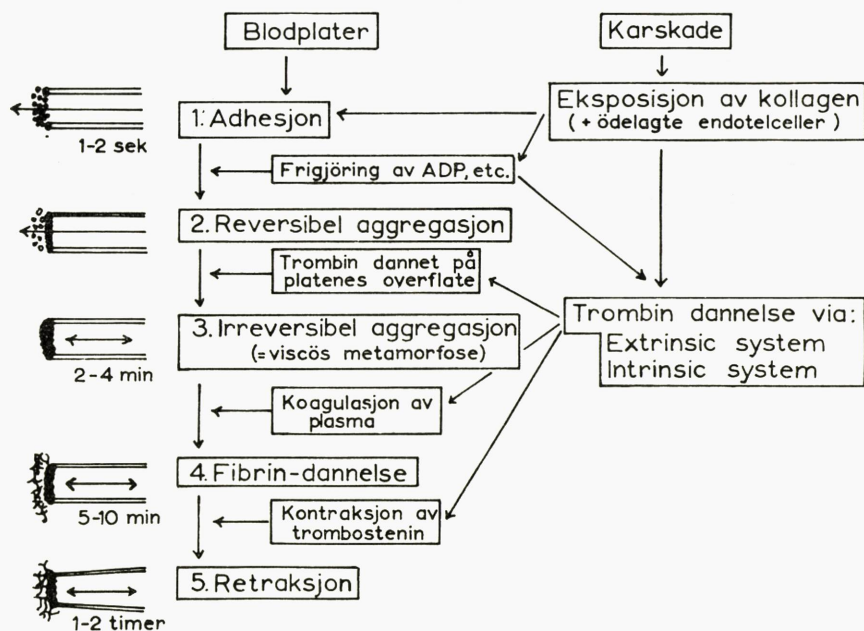 Blodplater
Karskade
1-2 sek
1. Adhesjon
Eksposisjon av kollagen
(+ ödelagte endotelceller)
Frigjöring av ADP, etc.
2. Reversibel aggregasjon
Trombin dannet på
platenes overflate
2-4 min
3. Irreversibel aggregasjon
(=viscös metamorfose)
Trombin dannelse via:
Extrinsic system
Intrinsic system
Koagulasjon av
plasma
5-10 min
4. Fibrin-dannelse
Kontraksjon av
trombostenin
1-2 timer
5. Retraksjon